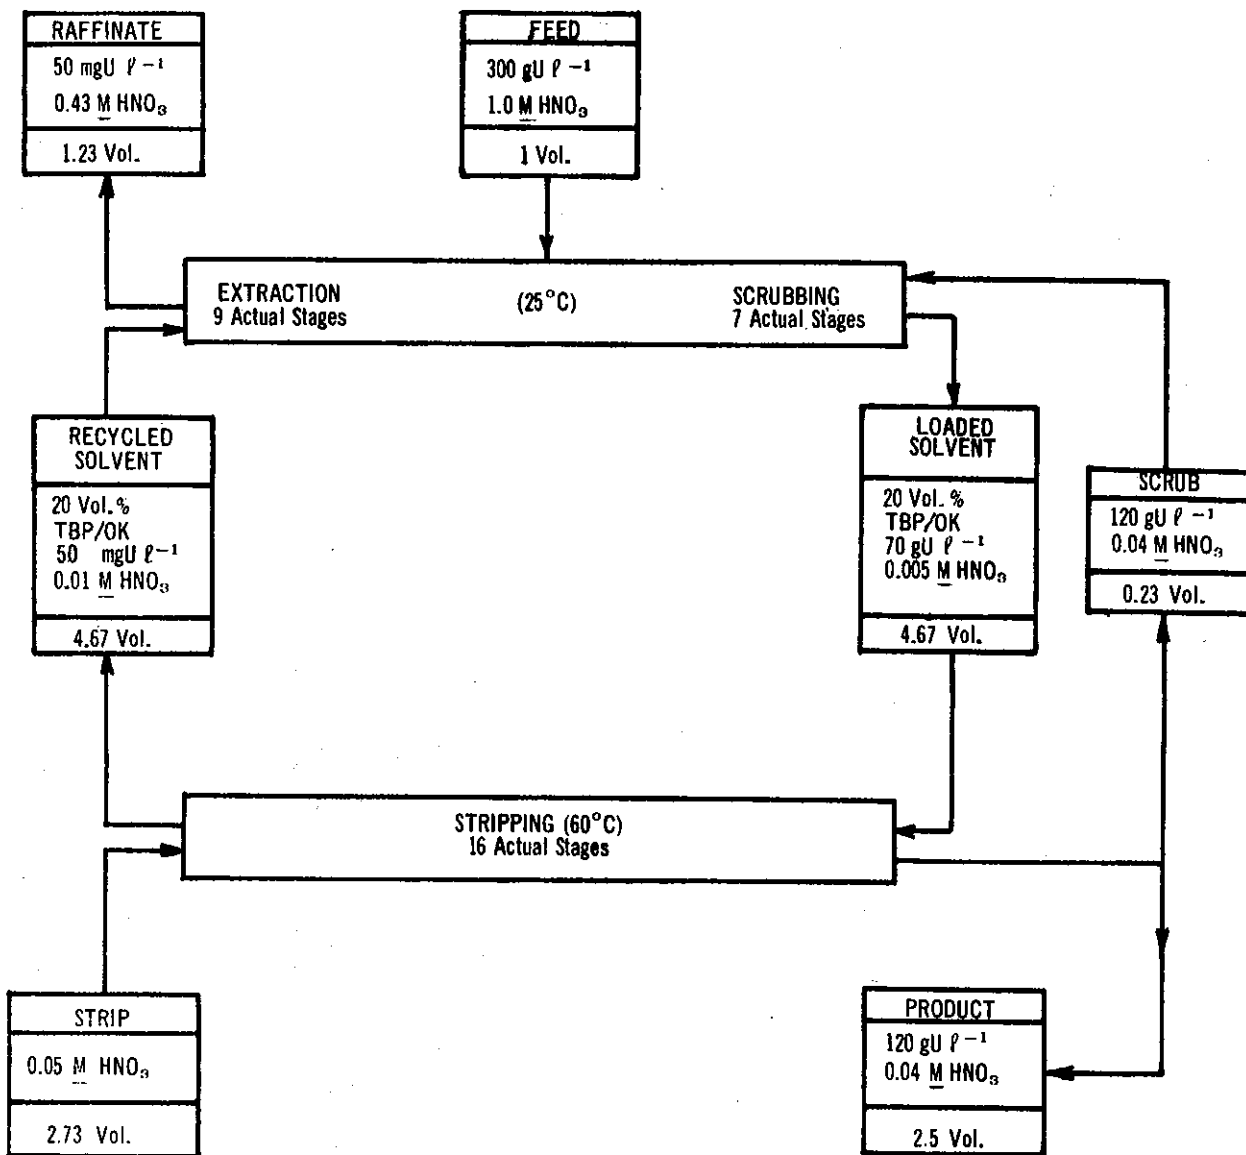 RAFFINATE
50 mgU ℓ⁻¹
0.43 M HNO₃
1.23 Vol.
FEED
300 gU ℓ⁻¹
1.0 M HNO₃
1 Vol.
EXTRACTION
9 Actual Stages
(25°C)
SCRUBBING
7 Actual Stages
RECYCLED
SOLVENT
20 Vol.%
TBP/OK
50 mgU ℓ⁻¹
0.01 M HNO₃
4.67 Vol.
LOADED
SOLVENT
20 Vol.%
TBP/OK
70 gU ℓ⁻¹
0.005 M HNO₃
4.67 Vol.
SCRUB
120 gU ℓ⁻¹
0.04 M HNO₃
0.23 Vol.
STRIPPING (60°C)
16 Actual Stages
STRIP
0.05 M HNO₃
2.73 Vol.
PRODUCT
120 gU ℓ⁻¹
0.04 M HNO₃
2.5 Vol.